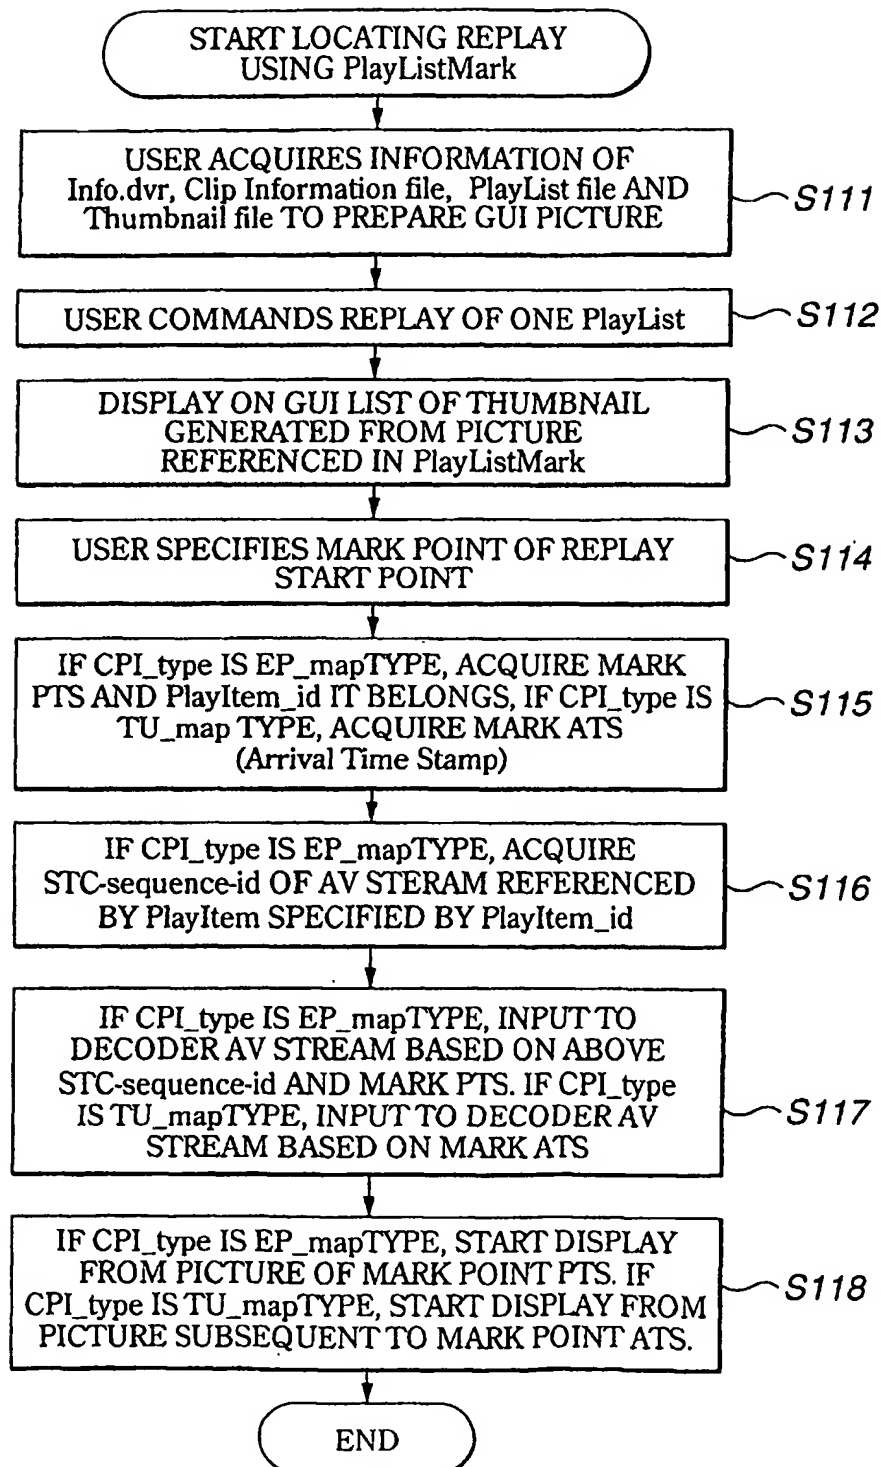 START LOCATING REPLAY
USING PlayListMark
USER ACQUIRES INFORMATION OF
Info.dvr, Clip Information file, PlayList file AND
Thumbnail file TO PREPARE GUI PICTURE
S111
USER COMMANDS REPLAY OF ONE PlayList
S112
DISPLAY ON GUI LIST OF THUMBNAIL
GENERATED FROM PICTURE
REFERENCED IN PlayListMark
S113
USER SPECIFIES MARK POINT OF REPLAY
START POINT
S114
IF CPI_type IS EP_mapTYPE, ACQUIRE MARK
PTS AND PlayItem_id IT BELONGS, IF CPI_type IS
TU_map TYPE, ACQUIRE MARK ATS
(Arrival Time Stamp)
S115
IF CPI_type IS EP_mapTYPE, ACQUIRE
STC-sequence-id OF AV STERAM REFERENCED
BY PlayItem SPECIFIED BY PlayItem_id
S116
IF CPI_type IS EP_mapTYPE, INPUT TO
DECODER AV STREAM BASED ON ABOVE
STC-sequence-id AND MARK PTS. IF CPI_type
IS TU_mapTYPE, INPUT TO DECODER AV
STREAM BASED ON MARK ATS
S117
IF CPI_type IS EP_mapTYPE, START DISPLAY
FROM PICTURE OF MARK POINT PTS. IF
CPI_type IS TU_mapTYPE, START DISPLAY FROM
PICTURE SUBSEQUENT TO MARK POINT ATS.
S118
END